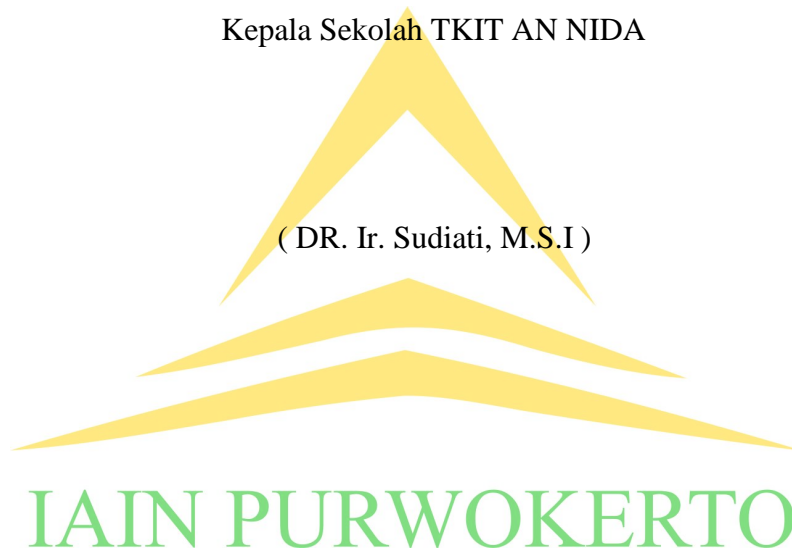 Kepala Sekolah TKIT AN NIDA
( DR. Ir. Sudiati, M.S.I )
IAIN PURWOKERTO